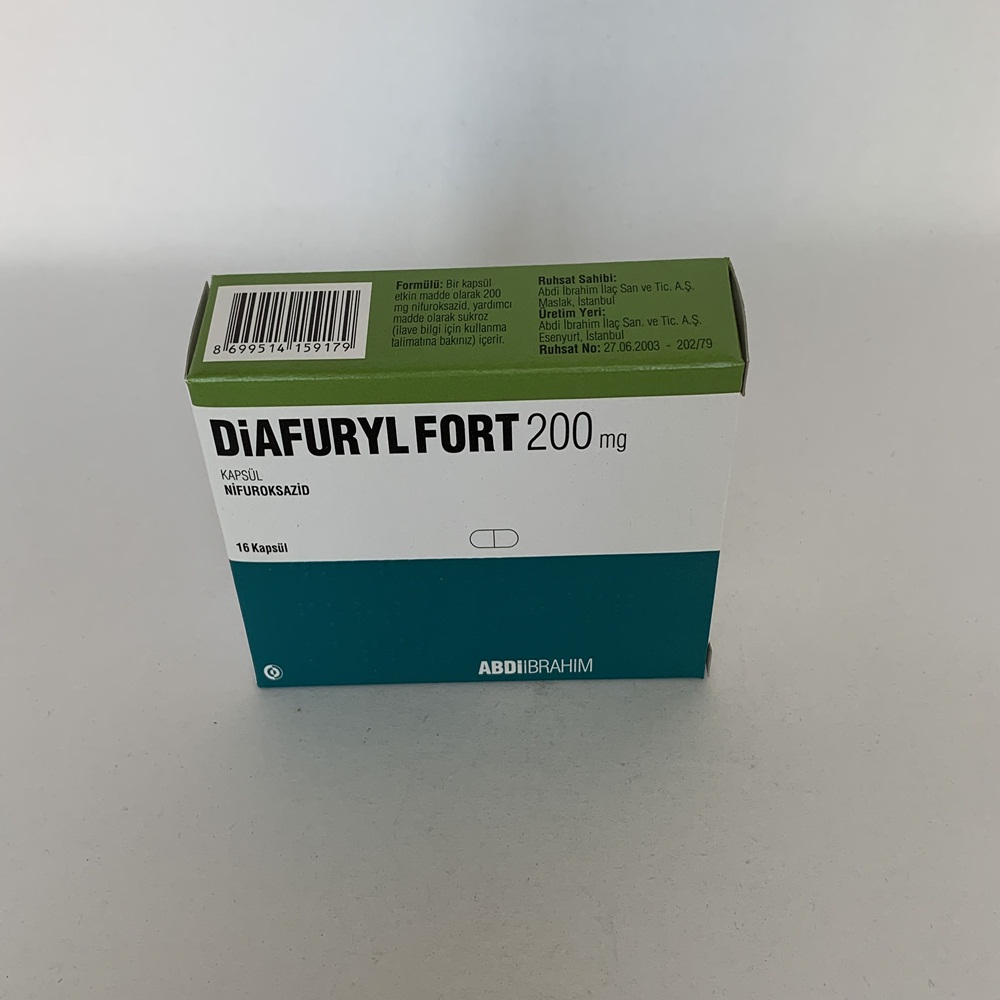 8 699514 159179
Formülü: Bir kapsül
etkin madde olarak 200
mg nifuroksazid, yardımcı
madde olarak sukroz
(ilave bilgi için kullanma
talimatına bakınız) içerir.
Ruhsat Sahibi:
Abdi İbrahim İlaç San ve Tic. A.Ş.
Maslak, İstanbul
Üretim Yeri:
Abdi İbrahim İlaç San. ve Tic. A.Ş.
Esenyurt, İstanbul
Ruhsat No: 27.06.2003 - 202/79
DiAFURYL FORT 200 mg
KAPSÜL
NİFUROKSAZİD
16 Kapsül
ABDİIBRAHIM